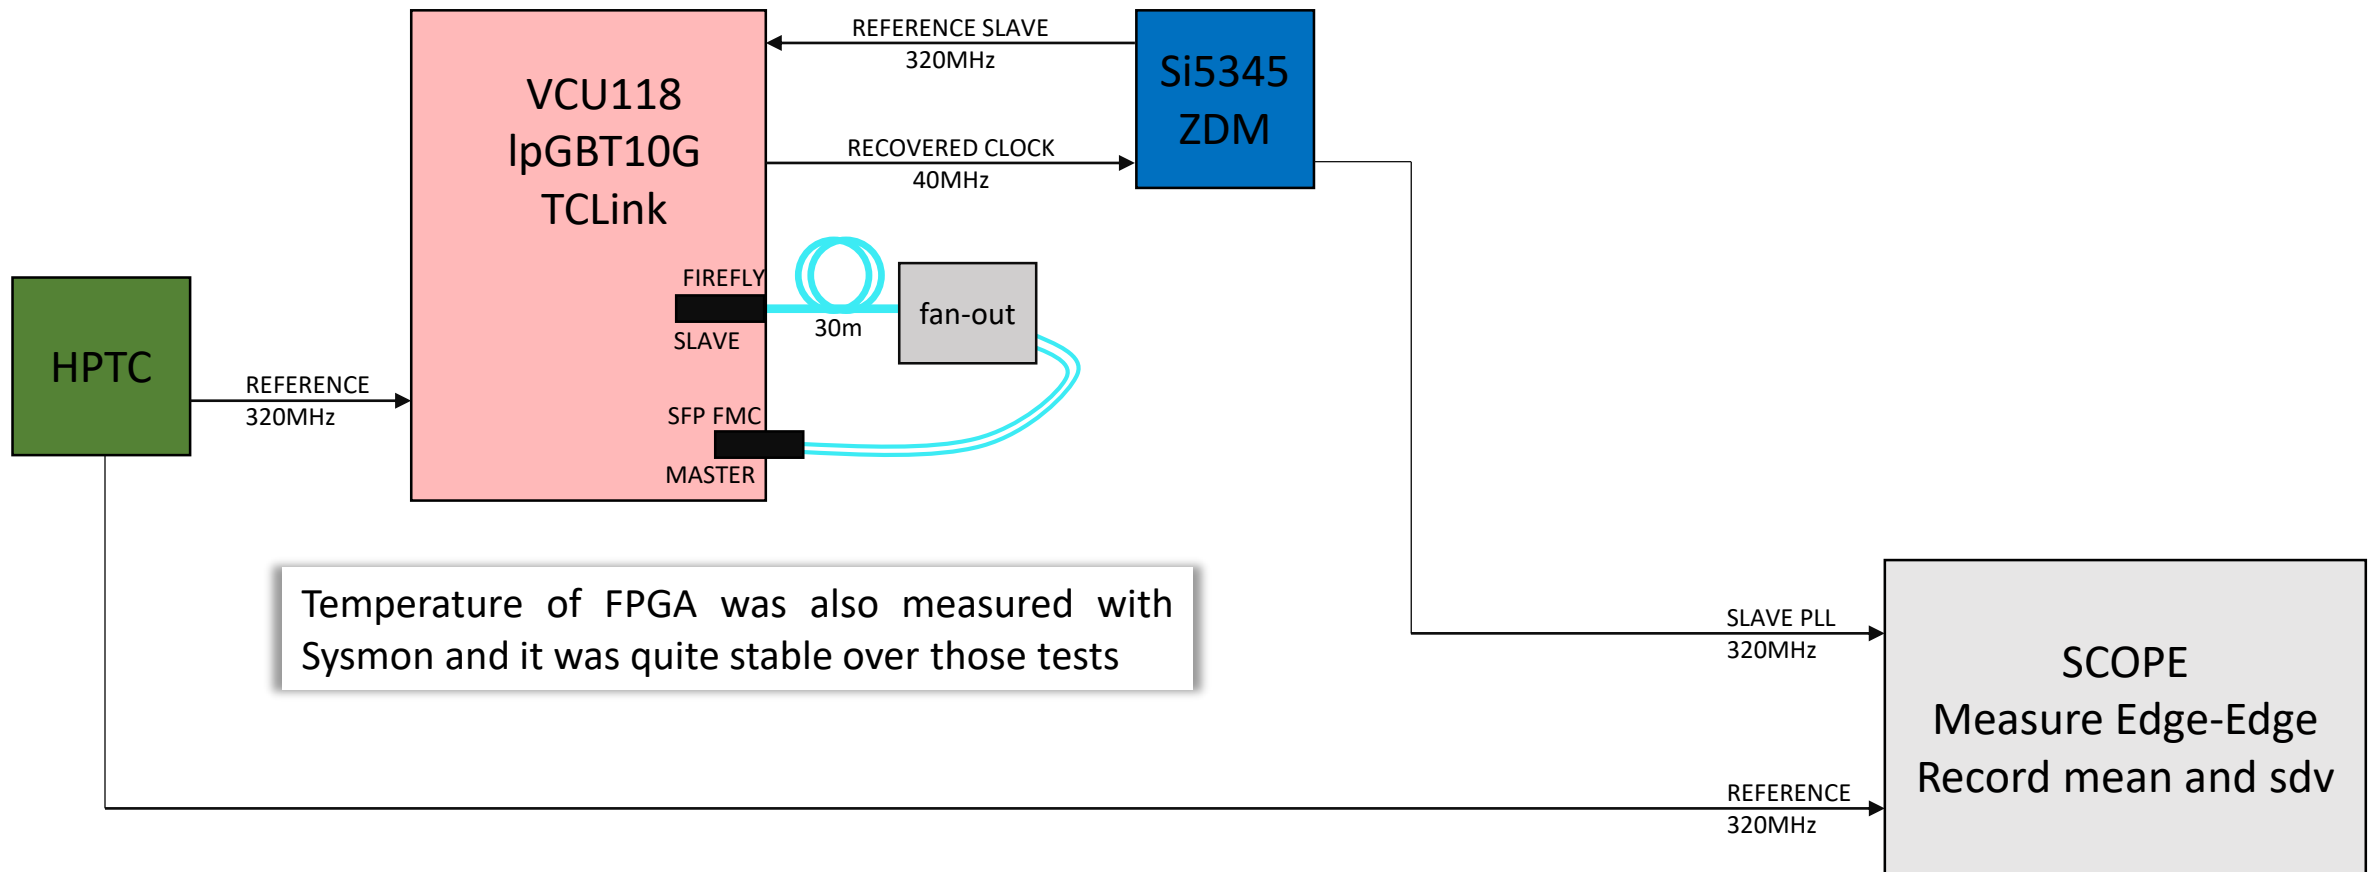 REFERENCE SLAVE
320MHz
Si5345
ZDM
VCU118
lpGBT10G
TCLink
RECOVERED CLOCK
40MHz
FIREFLY
SLAVE
30m
fan-out
HPTC
REFERENCE
320MHz
SFP FMC
MASTER
Temperature of FPGA was also measured with
Sysmon and it was quite stable over those tests
SLAVE PLL
320MHz
SCOPE
Measure Edge-Edge
Record mean and sdv
REFERENCE
320MHz